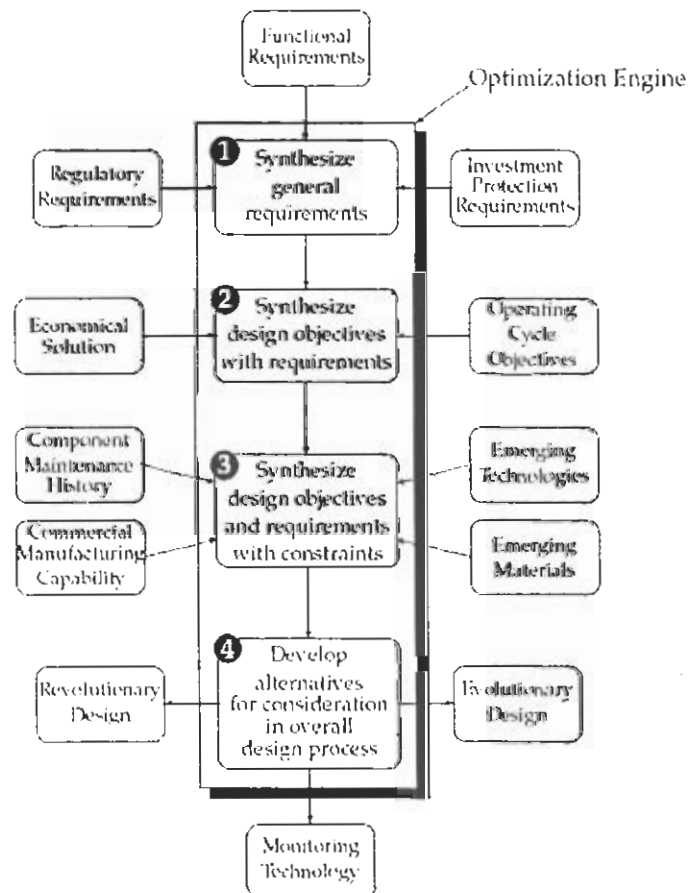 Functional
Requirements
Optimization Engine
1
Synthesize
general
requirements
Regulatory
Requirements
Investment
Protection
Requirements
2
Synthesize
design objectives
with requirements
Economical
Solution
Operating
Cycle
Objectives
Component
Maintenance
History
3
Synthesize
design objectives
and requirements
with constraints
Emerging
Technologies
Commercial
Manufacturing
Capability
Emerging
Materials
4
Develop
alternatives
for consideration
in overall
design process
Revolutionary
Design
Evolutionary
Design
Monitoring
Technology